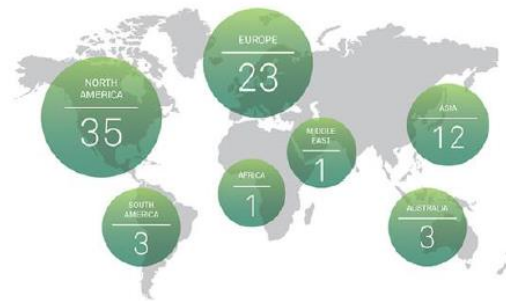 EUROPE
23
NORTH
AMERICA
35
ASIA
12
MIDDLE
EAST
1
AFRICA
1
SOUTH
AMERICA
3
AUSTRALIA
3